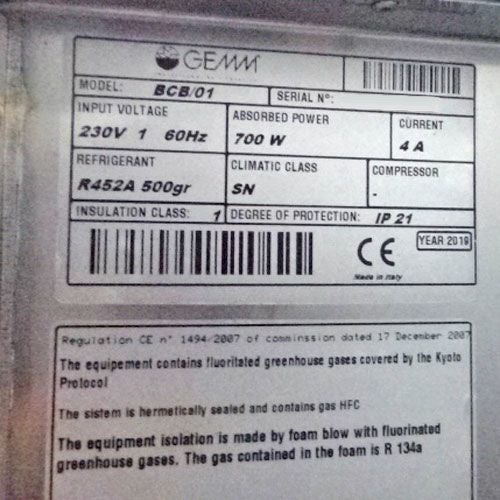 GEMM
MODEL: BCB/01
SERIAL N°:
INPUT VOLTAGE
230V 1 60Hz
ABSORBED POWER
700 W
CURRENT
4 A
REFRIGERANT
R452A 500gr
CLIMATIC CLASS
SN
COMPRESSOR
-
INSULATION CLASS: 1
DEGREE OF PROTECTION: IP 21
CE
YEAR 2019
Made in Italy
Regulation CE n° 1494/2007 of comminssion dated 17 December 2007
The equipement contains fluoritated greenhouse gases covered by the Kyoto
Protocol
The sistem is hermetically sealed and contains gas HFC
The equipment isolation is made by foam blow with fluorinated
greenhouse gases. The gas contained in the foam is R 134a